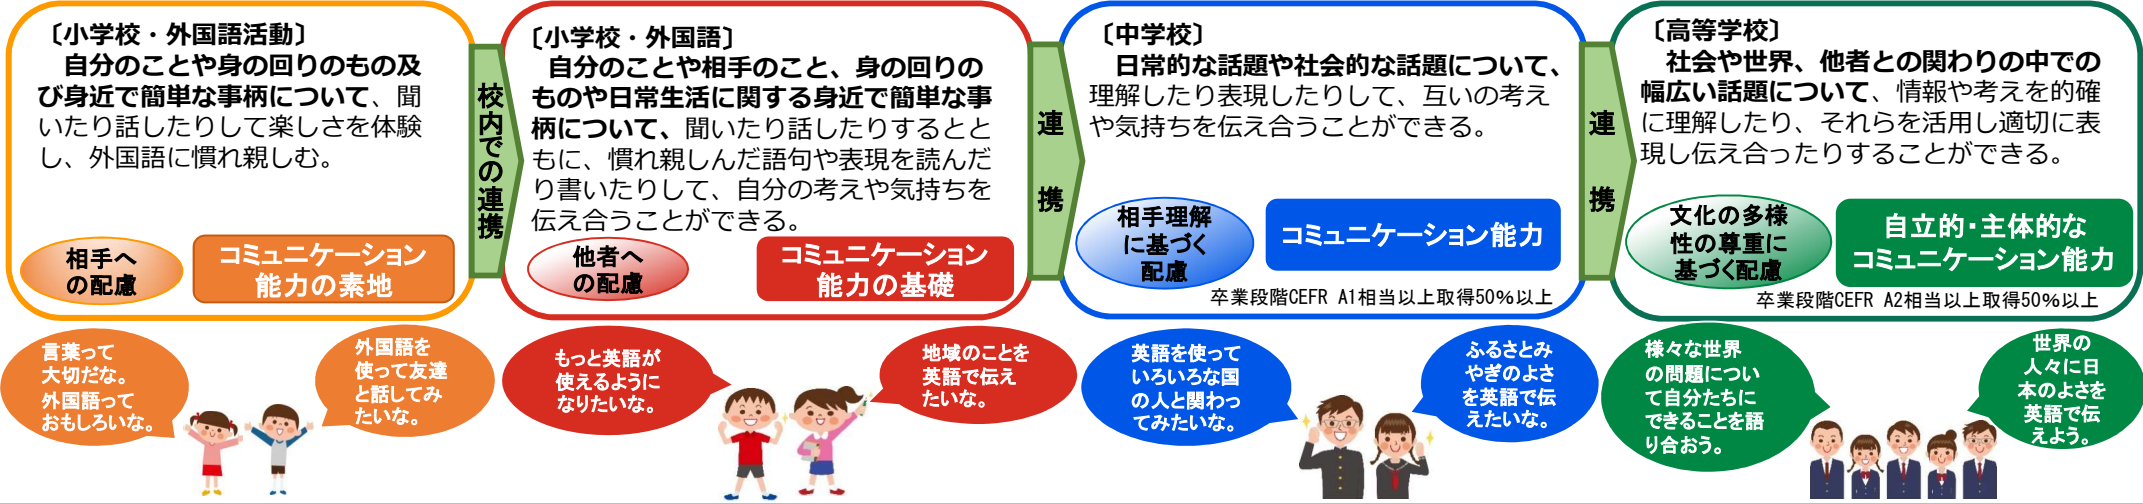 〔小学校・外国語活動〕
自分のことや身の回りのもの及
び身近で簡単な事柄について、聞
いたり話したりして楽しさを体験
し、外国語に慣れ親しむ。
相手へ
の配慮
コミュニケーション
能力の素地
校内での連携
〔小学校・外国語〕
自分のことや相手のこと、身の回りの
ものや日常生活に関する身近で簡単な事
柄について、聞いたり話したりするとと
もに、慣れ親しんだ語句や表現を読んだ
り書いたりして、自分の考えや気持ちを
伝え合うことができる。
他者へ
の配慮
コミュニケーション
能力の基礎
連携
〔中学校〕
日常的な話題や社会的な話題について、
理解したり表現したりして、互いの考え
や気持ちを伝え合うことができる。
相手理解
に基づく
配慮
コミュニケーション能力
卒業段階CEFR A1相当以上取得50%以上
連携
〔高等学校〕
社会や世界、他者との関わりの中での
幅広い話題について、情報や考えを的確
に理解したり、それらを活用し適切に表
現し伝え合ったりすることができる。
文化の多様
性の尊重に
基づく配慮
自立的・主体的な
コミュニケーション能力
卒業段階CEFR A2相当以上取得50%以上
言葉って
大切だな。
外国語って
おもしろいな。
外国語を
使って友達
と話してみ
たいな。
もっと英語が
使えるように
なりたいな。
地域のことを
英語で伝え
たいな。
英語を使って
いろいろな国
の人と関わっ
てみたいな。
ふるさとみ
やぎのよさ
を英語で伝
えたいな。
様々な世界
の問題につい
て自分たちに
できることを語
り合おう。
世界の
人々に日
本のよさを
英語で伝
えよう。